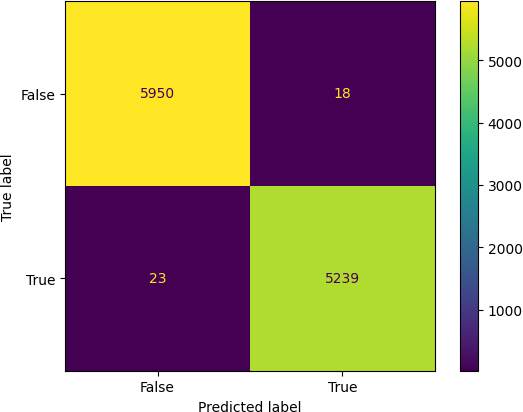 False 5950 18
True 23 5239
False True
Predicted label
True label
5000
4000
3000
2000
1000